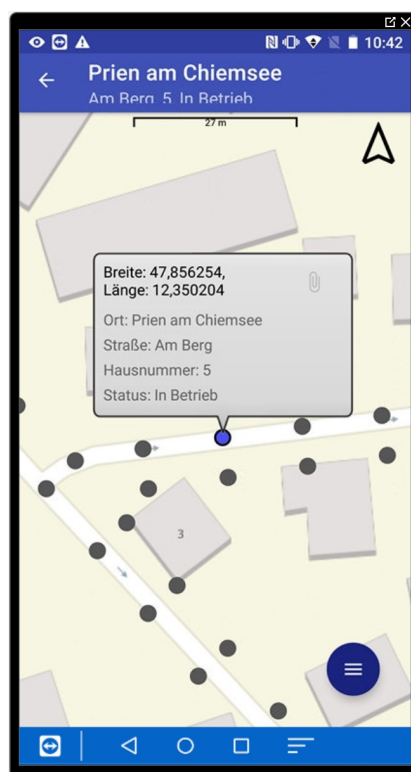 10:42
Prien am Chiemsee
Am Berg, 5, In Betrieb
27 m
Breite: 47,856254,
Länge: 12,350204
Ort: Prien am Chiemsee
Straße: Am Berg
Hausnummer: 5
Status: In Betrieb
3